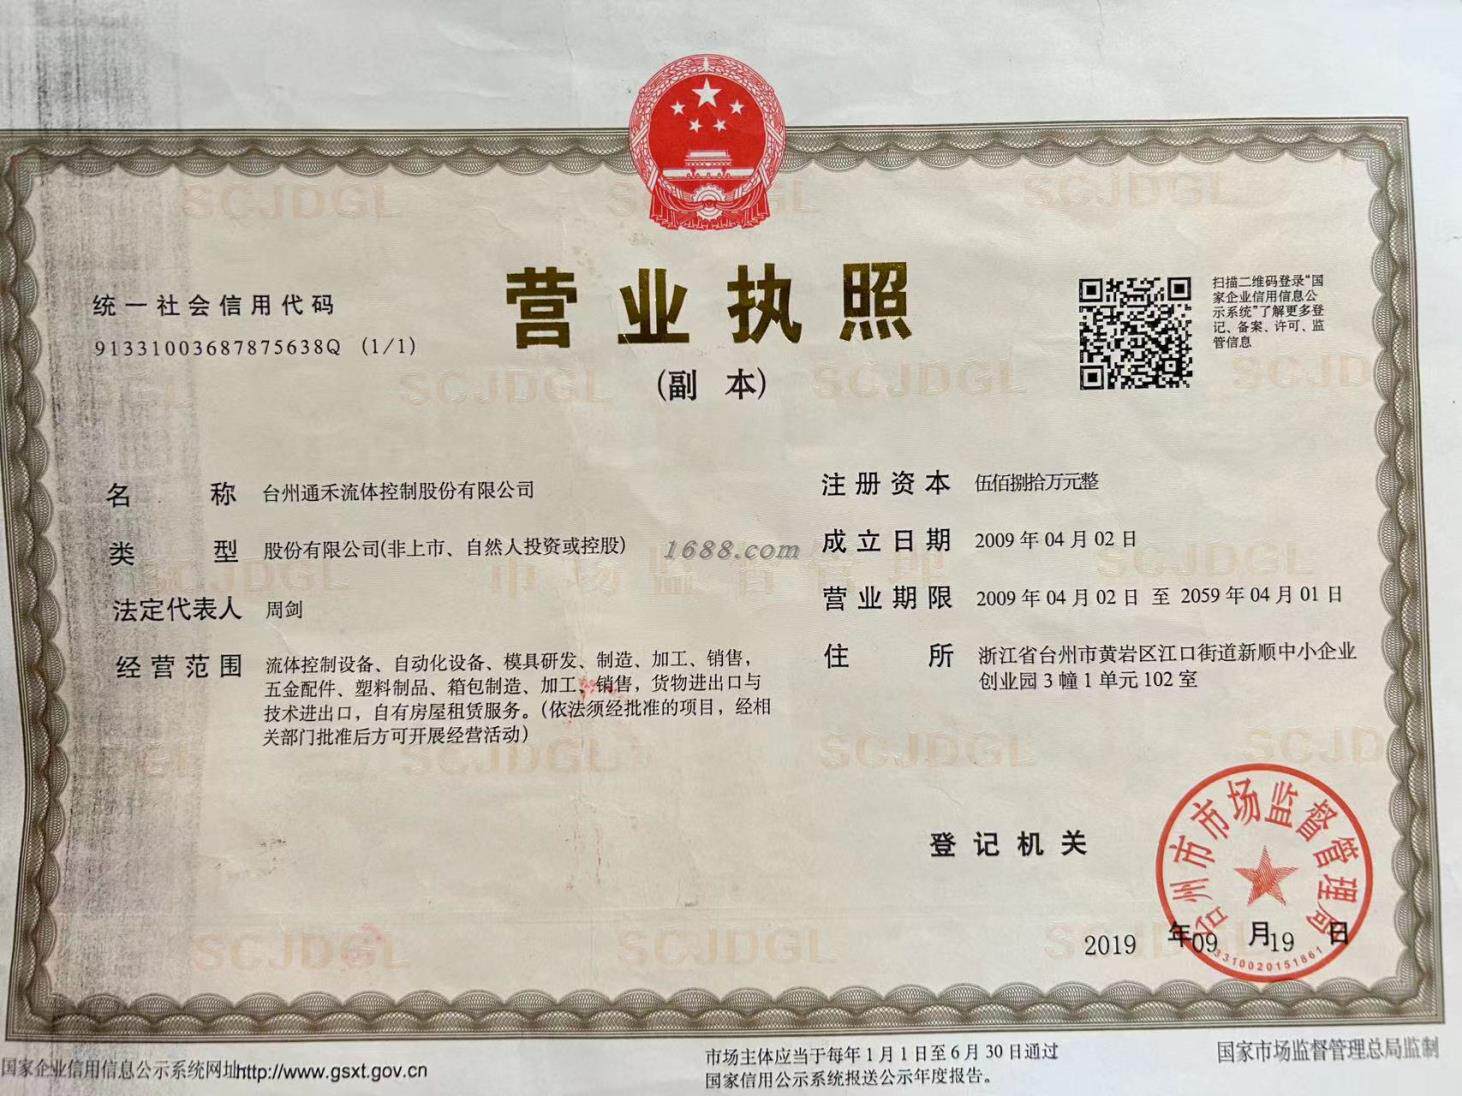 营业执照
(副 本)
统一社会信用代码
91331003687875638Q (1/1)
扫描二维码登录“国
家企业信用信息公
示系统”了解更多登
记、备案、许可、监
管信息
名 称 台州通禾流体控制股份有限公司
类 型 股份有限公司(非上市、自然人投资或控股)
法定代表人 周剑
经营范围 流体控制设备、自动化设备、模具研发、制造、加工、销售,
五金配件、塑料制品、箱包制造、加工、销售,货物进出口与
技术进出口,自有房屋租赁服务。(依法须经批准的项目,经相
关部门批准后方可开展经营活动)
1688.com
注册资本 伍佰捌拾万元整
成立日期 2009年04月02日
营业期限 2009年04月02日 至 2059年04月01日
住 所 浙江省台州市黄岩区江口街道新顺中小企业
创业园3幢1单元102室
登记机关
台州市市场监督管理局
2019 年09 月19 日
3310020151861
国家企业信用信息公示系统网址http://www.gsxt.gov.cn
市场主体应当于每年1月1日至6月30日通过
国家信用公示系统报送公示年度报告。
国家市场监督管理总局监制
SCJDGL
市场监督管理